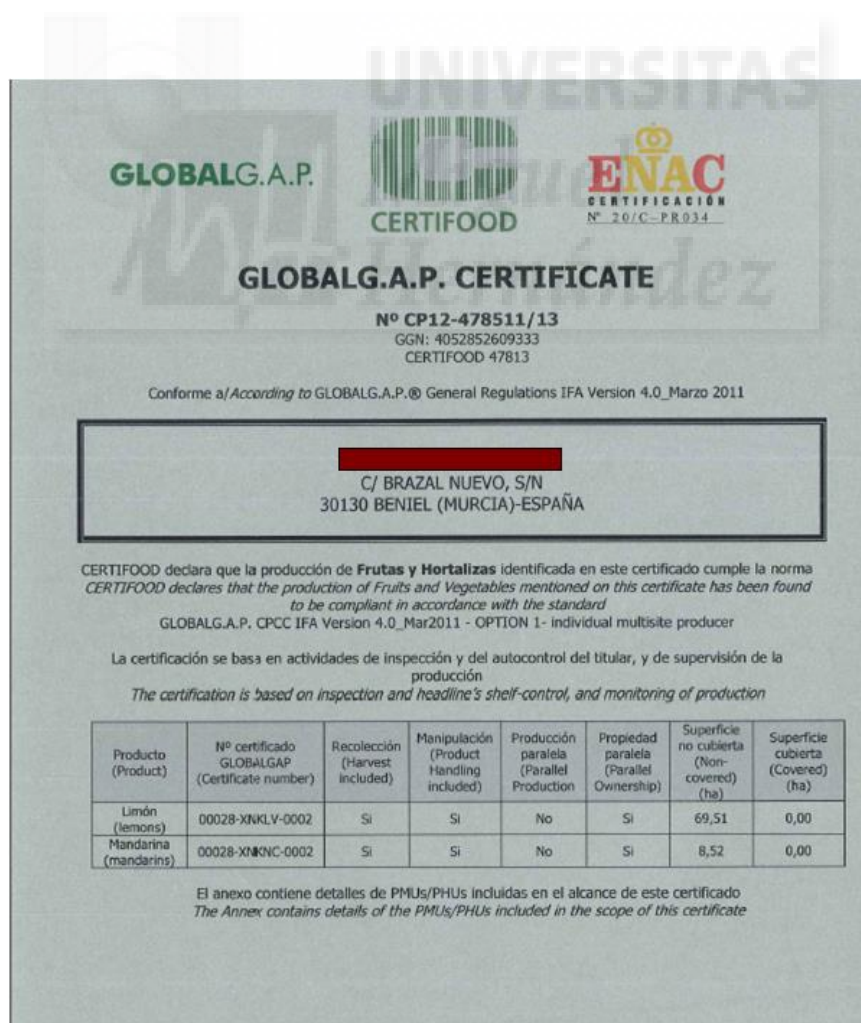 UNIVERSITAS
Miguel
Hernández
GLOBALG.A.P.
CERTIFOOD
ENAC
CERTIFICACIÓN
Nº 20/C-PR034
GLOBALG.A.P. CERTIFICATE
Nº CP12-478511/13
GGN: 4052852609333
CERTIFOOD 47813
Conforme a/According to GLOBALG.A.P.® General Regulations IFA Version 4.0_Marzo 2011
C/ BRAZAL NUEVO, S/N
30130 BENIEL (MURCIA)-ESPAÑA
CERTIFOOD declara que la producción de Frutas y Hortalizas identificada en este certificado cumple la norma
CERTIFOOD declares that the production of Fruits and Vegetables mentioned on this certificate has been found
to be compliant in accordance with the standard
GLOBALG.A.P. CPCC IFA Version 4.0_Mar2011 - OPTION 1- individual multisite producer
La certificación se basa en actividades de inspección y del autocontrol del titular, y de supervisión de la
producción
The certification is based on inspection and headline's shelf-control, and monitoring of production
Producto (Product) Nº certificado GLOBALGAP (Certificate number) Recolección (Harvest included) Manipulación (Product Handling included) Producción paralela (Parallel Production Propiedad paralela (Parallel Ownership) Superficie no cubierta (Non-covered) (ha) Superficie cubierta (Covered) (ha)
Limón (lemons) 00028-XNKLV-0002 Si Si No Si 69,51 0,00
Mandarina (mandarins) 00028-XNKNC-0002 Si Si No Si 8,52 0,00
El anexo contiene detalles de PMUs/PHUs incluidas en el alcance de este certificado
The Annex contains details of the PMUs/PHUs included in the scope of this certificate